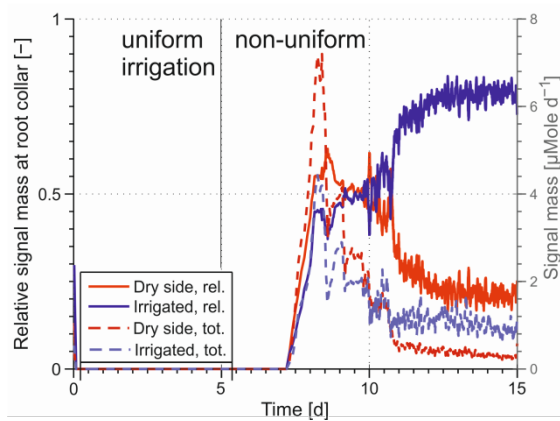 uniform
irrigation
non-uniform
1
0.5
0
8
6
4
2
0
Relative signal mass at root collar [–]
Signal mass [µMole d⁻¹]
Dry side, rel.
Irrigated, rel.
Dry side, tot.
Irrigated, tot.
0
5
10
15
Time [d]